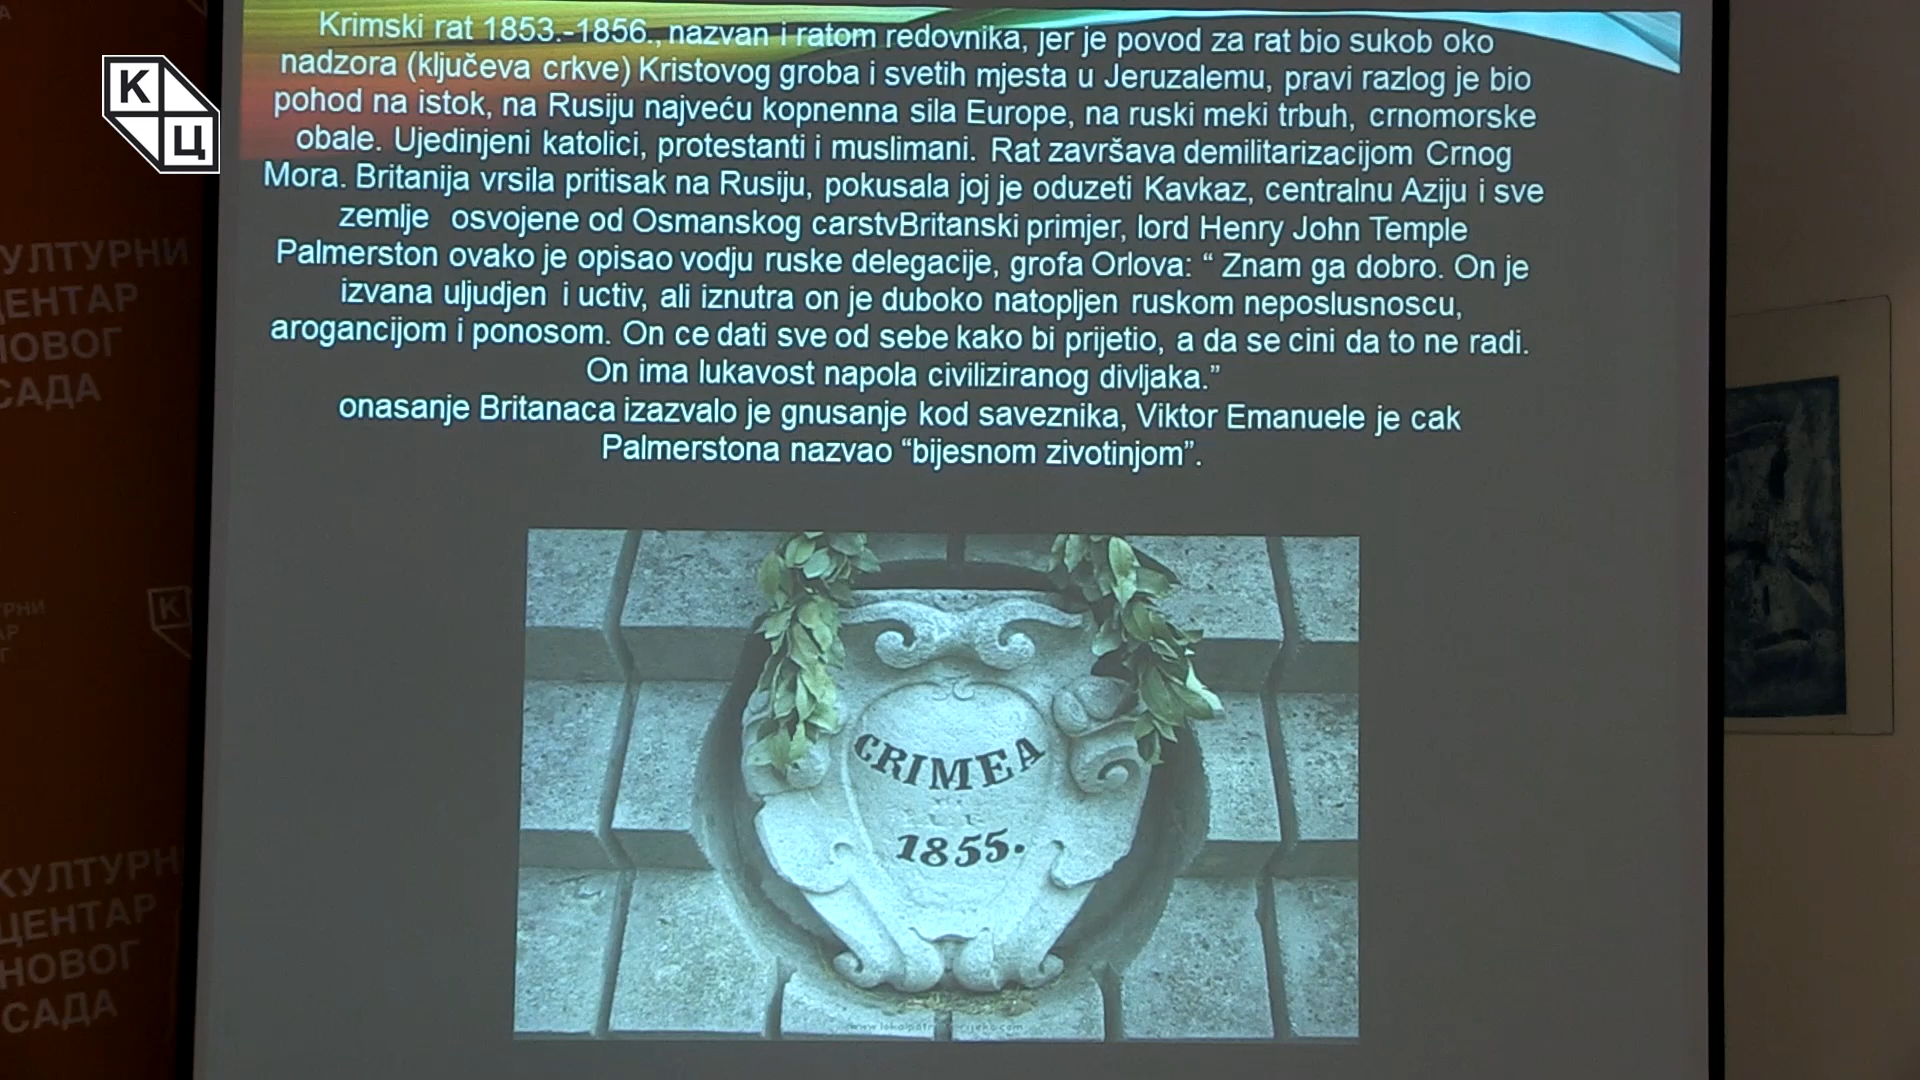 Krimski rat 1853.-1856., nazvan i ratom redovnika, jer je povod za rat bio sukob oko
nadzora (ključeva crkve) Kristovog groba i svetih mjesta u Jeruzalemu, pravi razlog je bio
pohod na istok, na Rusiju najveću kopnenna sila Europe, na ruski meki trbuh, crnomorske
obale. Ujedinjeni katolici, protestanti i muslimani. Rat završava demilitarizacijom Crnog
Mora. Britanija vrsila pritisak na Rusiju, pokusala joj je oduzeti Kavkaz, centralnu Aziju i sve
zemlje osvojene od Osmanskog carstvBritanski primjer, lord Henry John Temple
Palmerston ovako je opisao vodju ruske delegacije, grofa Orlova: “ Znam ga dobro. On je
izvana uljudjen i uctiv, ali iznutra on je duboko natopljen ruskom neposlusnoscu,
arogancijom i ponosom. On ce dati sve od sebe kako bi prijetio, a da se cini da to ne radi.
On ima lukavost napola civiliziranog divljaka.”
onasanje Britanaca izazvalo je gnusanje kod saveznika, Viktor Emanuele je cak
Palmerstona nazvao “bijesnom zivotinjom”.
CRIMEA
1855.
К
Ц
КУЛТУРНИ
ЦЕНТАР
НОВОГ
САДА
К
КУЛТУРН
ЦЕНТАР
НОВОГ
САДА